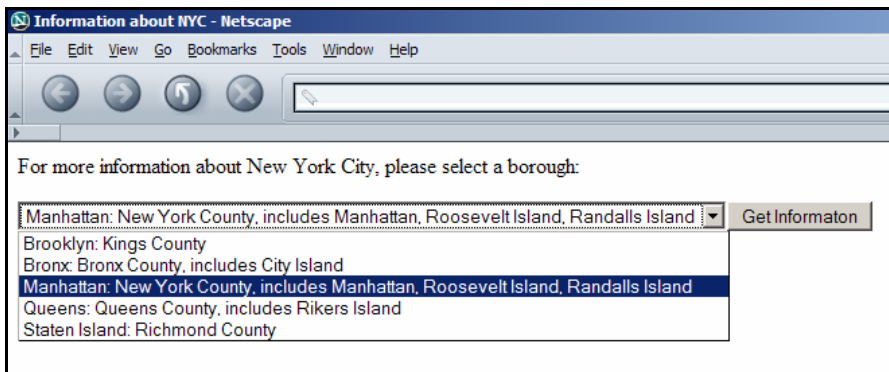 Information about NYC - Netscape
File Edit View Go Bookmarks Tools Window Help
For more information about New York City, please select a borough:
Manhattan: New York County, includes Manhattan, Roosevelt Island, Randalls Island Get Informaton
Brooklyn: Kings County
Bronx: Bronx County, includes City Island
Manhattan: New York County, includes Manhattan, Roosevelt Island, Randalls Island
Queens: Queens County, includes Rikers Island
Staten Island: Richmond County